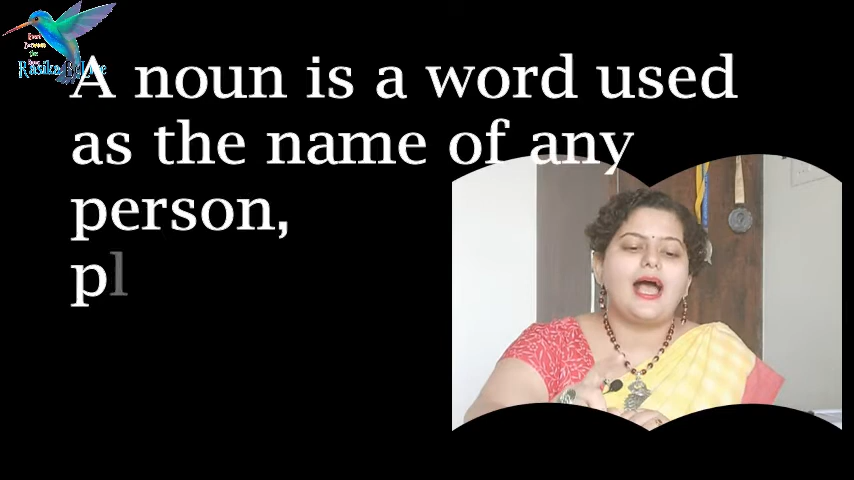 A noun is a word used
as the name of any
person,
pl